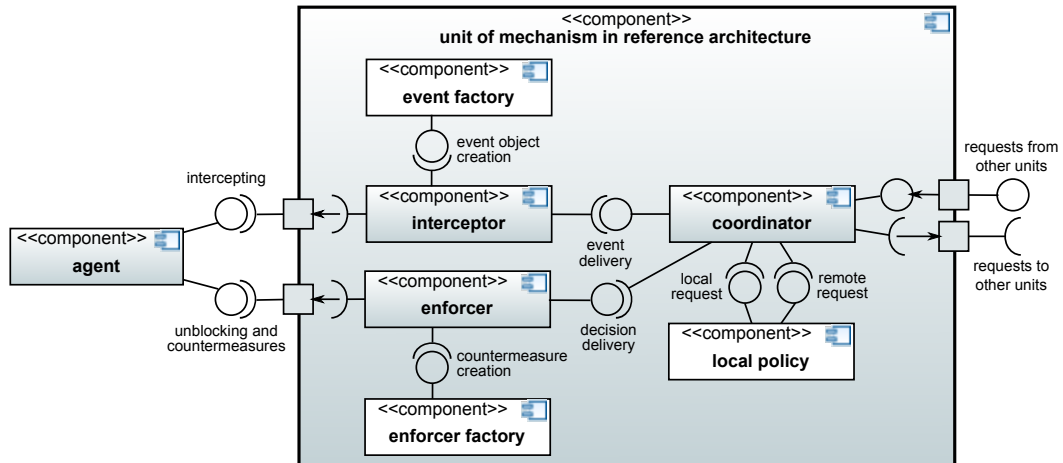 <<component>>
unit of mechanism in reference architecture
<<component>>
event factory
event object
creation
requests from
other units
intercepting
<<component>>
interceptor
<<component>>
coordinator
<<component>>
agent
event
delivery
local
request
remote
request
requests to
other units
<<component>>
enforcer
unblocking and
countermeasures
decision
delivery
<<component>>
local policy
countermeasure
creation
<<component>>
enforcer factory